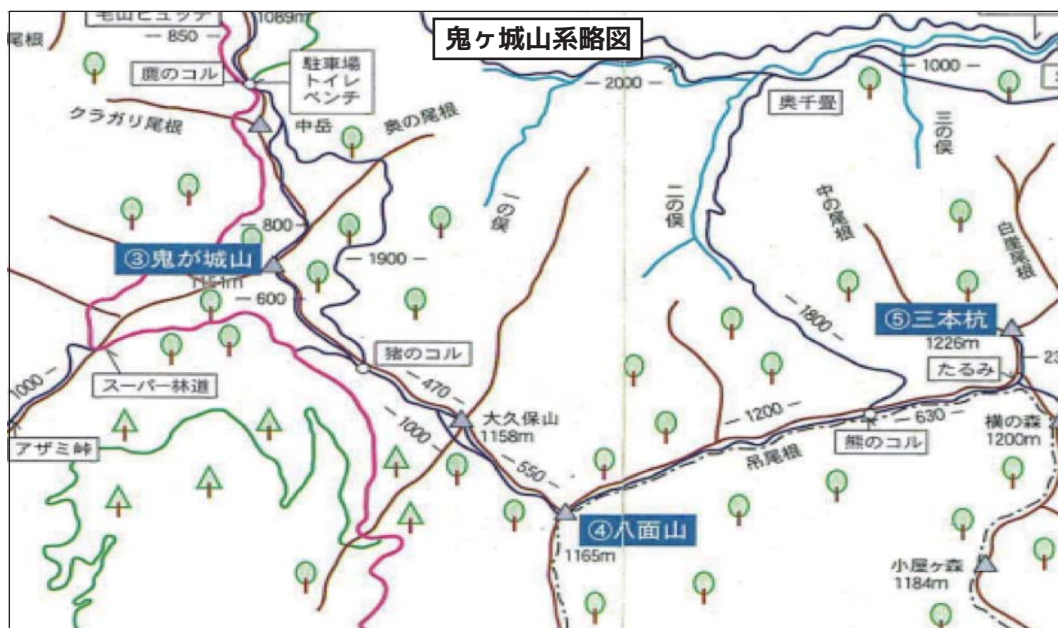 鬼ヶ城山系略図
毛山ヒュッテ
1089m
尾根
— 850 —
鹿のコル
駐車場
トイレ
ベンチ
クラガリ尾根
中岳
奥の尾根
— 2000 —
奥千畳
— 1000 —
一の俣
二の俣
三の俣
中の尾根
白崖尾根
— 800 —
③鬼が城山
1151m
— 1900 —
— 600 —
猪のコル
スーパー林道
1000
アザミ峠
— 470 —
— 1000 —
大久保山
1158m
— 550 —
④八面山
1165m
— 1800 —
⑤三本杭
1226m
たるみ
— 23
— 1200 —
— 630 —
吊尾根
熊のコル
横の森
1200m
小屋ヶ森
1184m